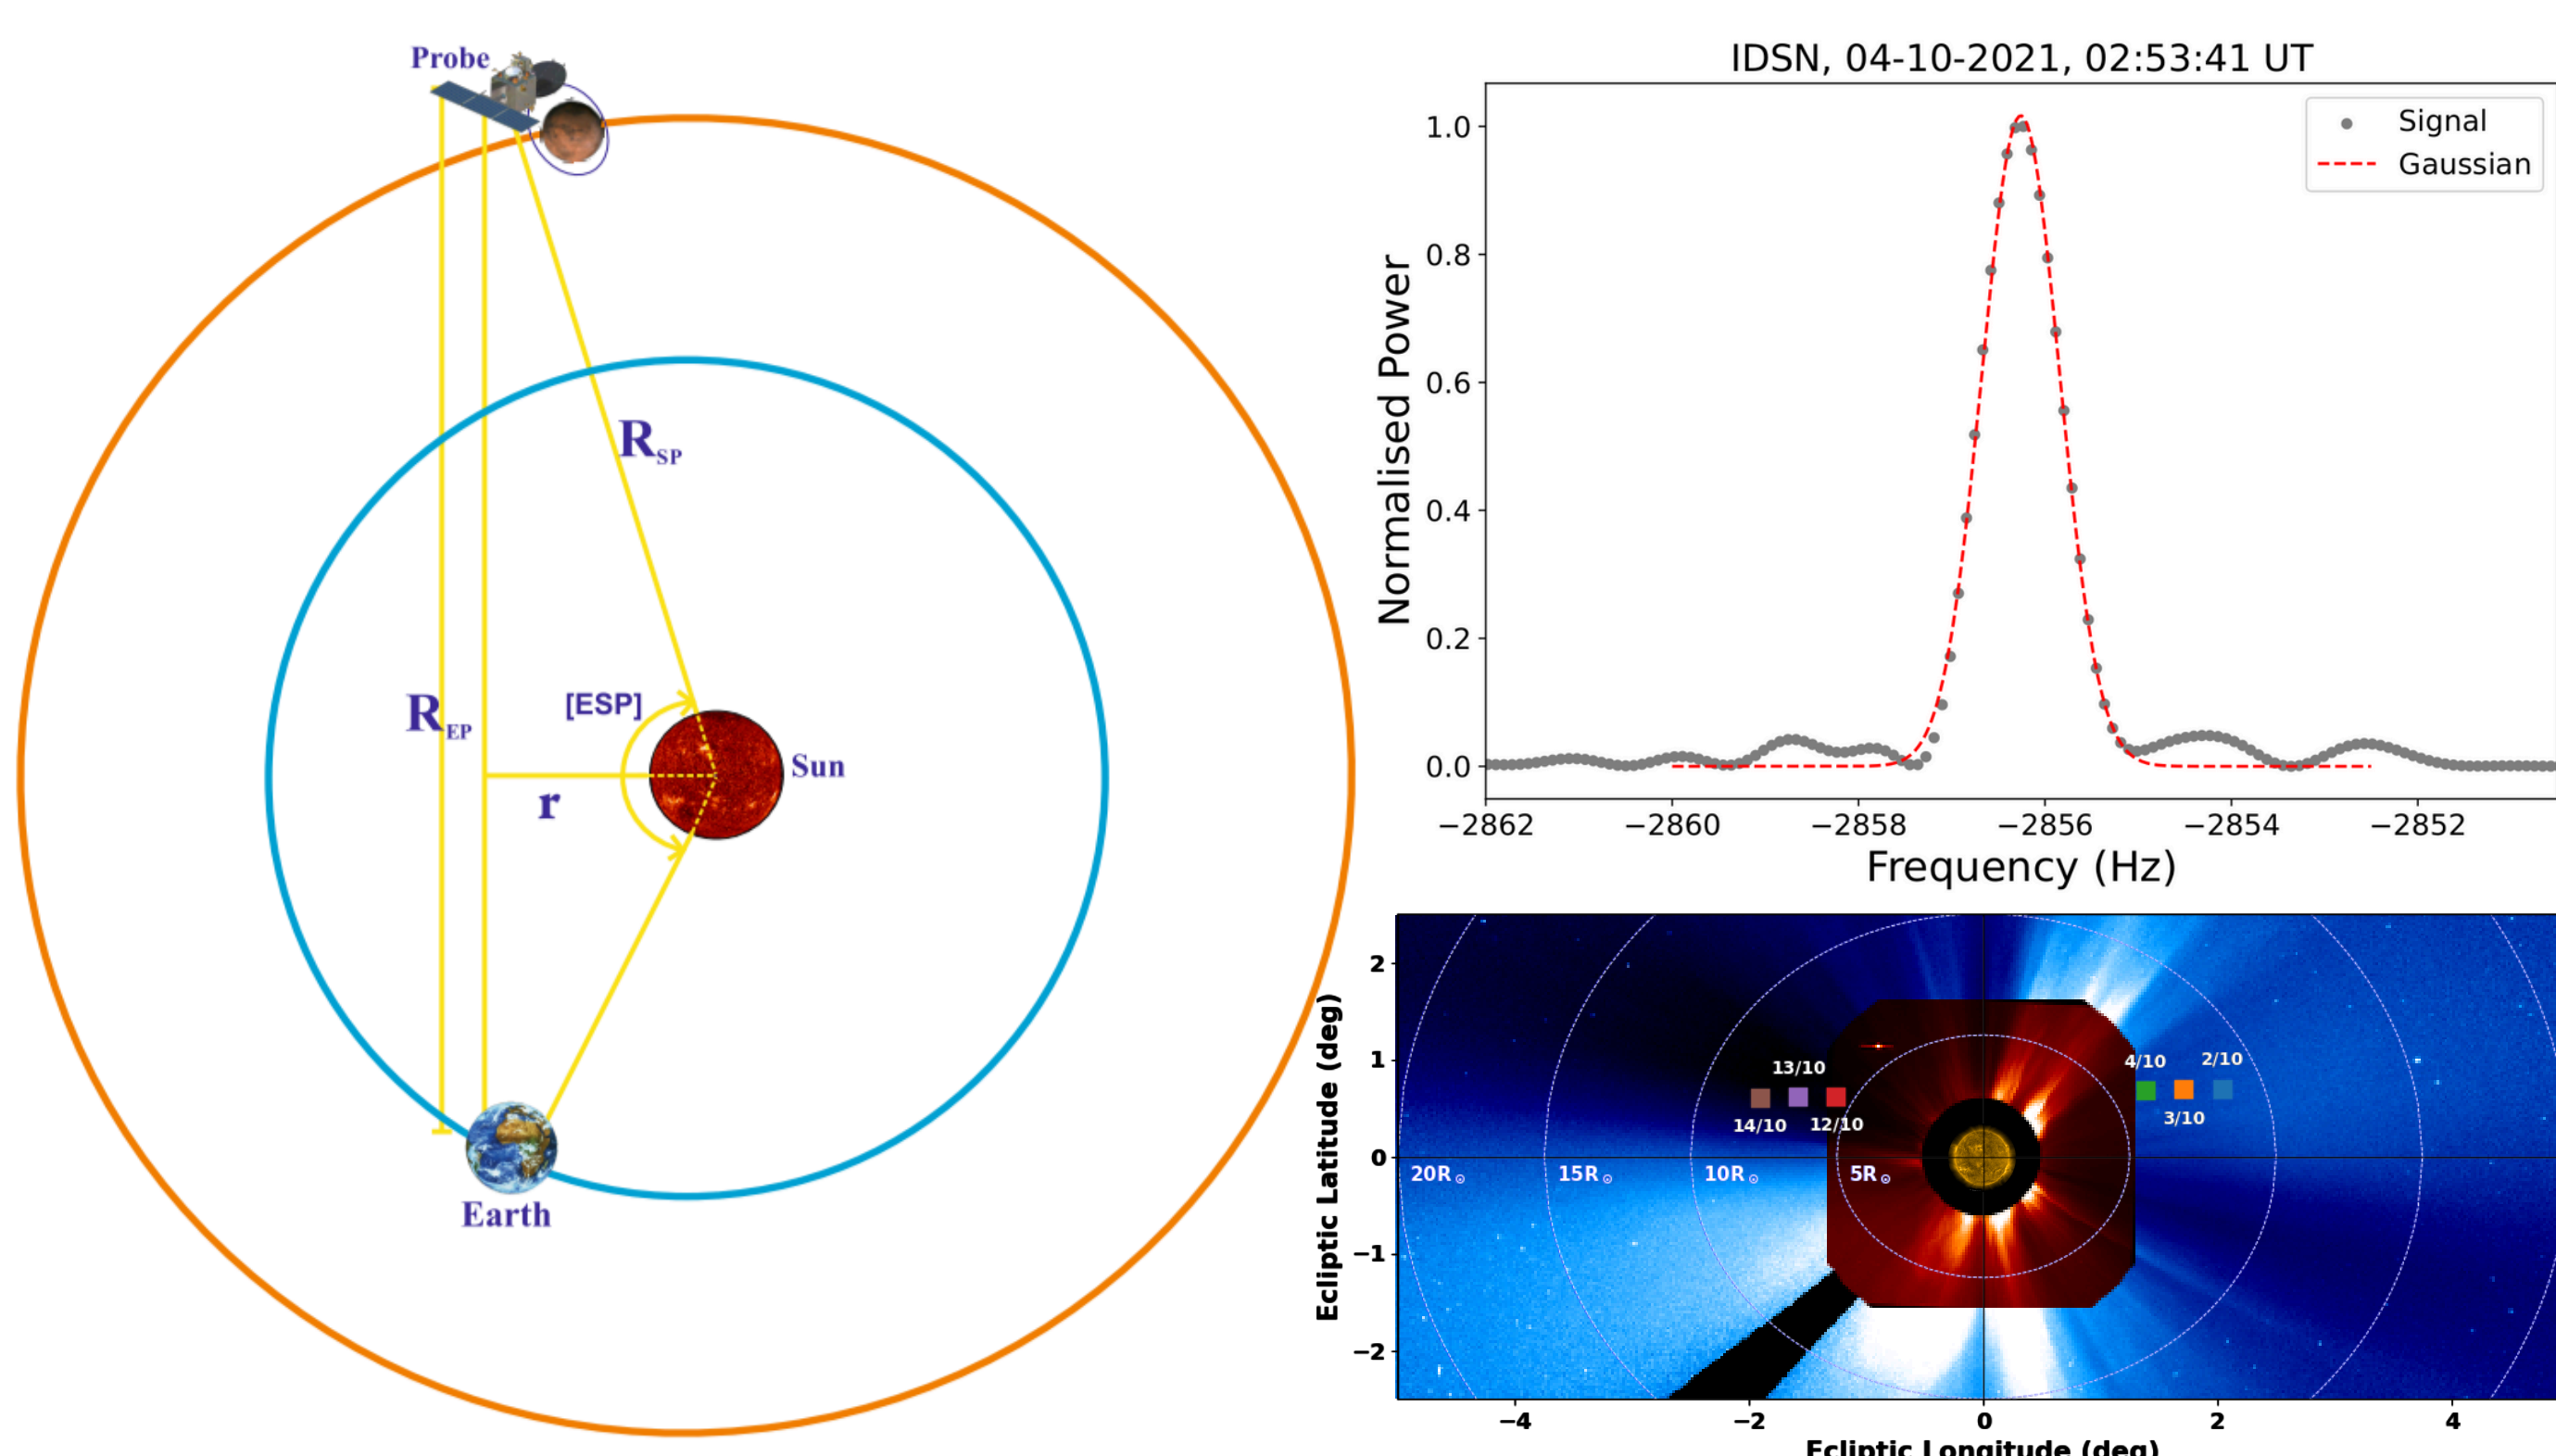 Probe
R_SP
[ESP]
R_EP
Sun
r
Earth
IDSN, 04-10-2021, 02:53:41 UT
Signal
Gaussian
Normalised Power
1.0
0.8
0.6
0.4
0.2
0.0
−2862 −2860 −2858 −2856 −2854 −2852
Frequency (Hz)
Ecliptic Latitude (deg)
2
1
0
−1
−2
13/10
14/10 12/10
4/10 2/10
3/10
20R☉ 15R☉ 10R☉ 5R☉
−4 −2 0 2 4
Ecliptic Longitude (deg)